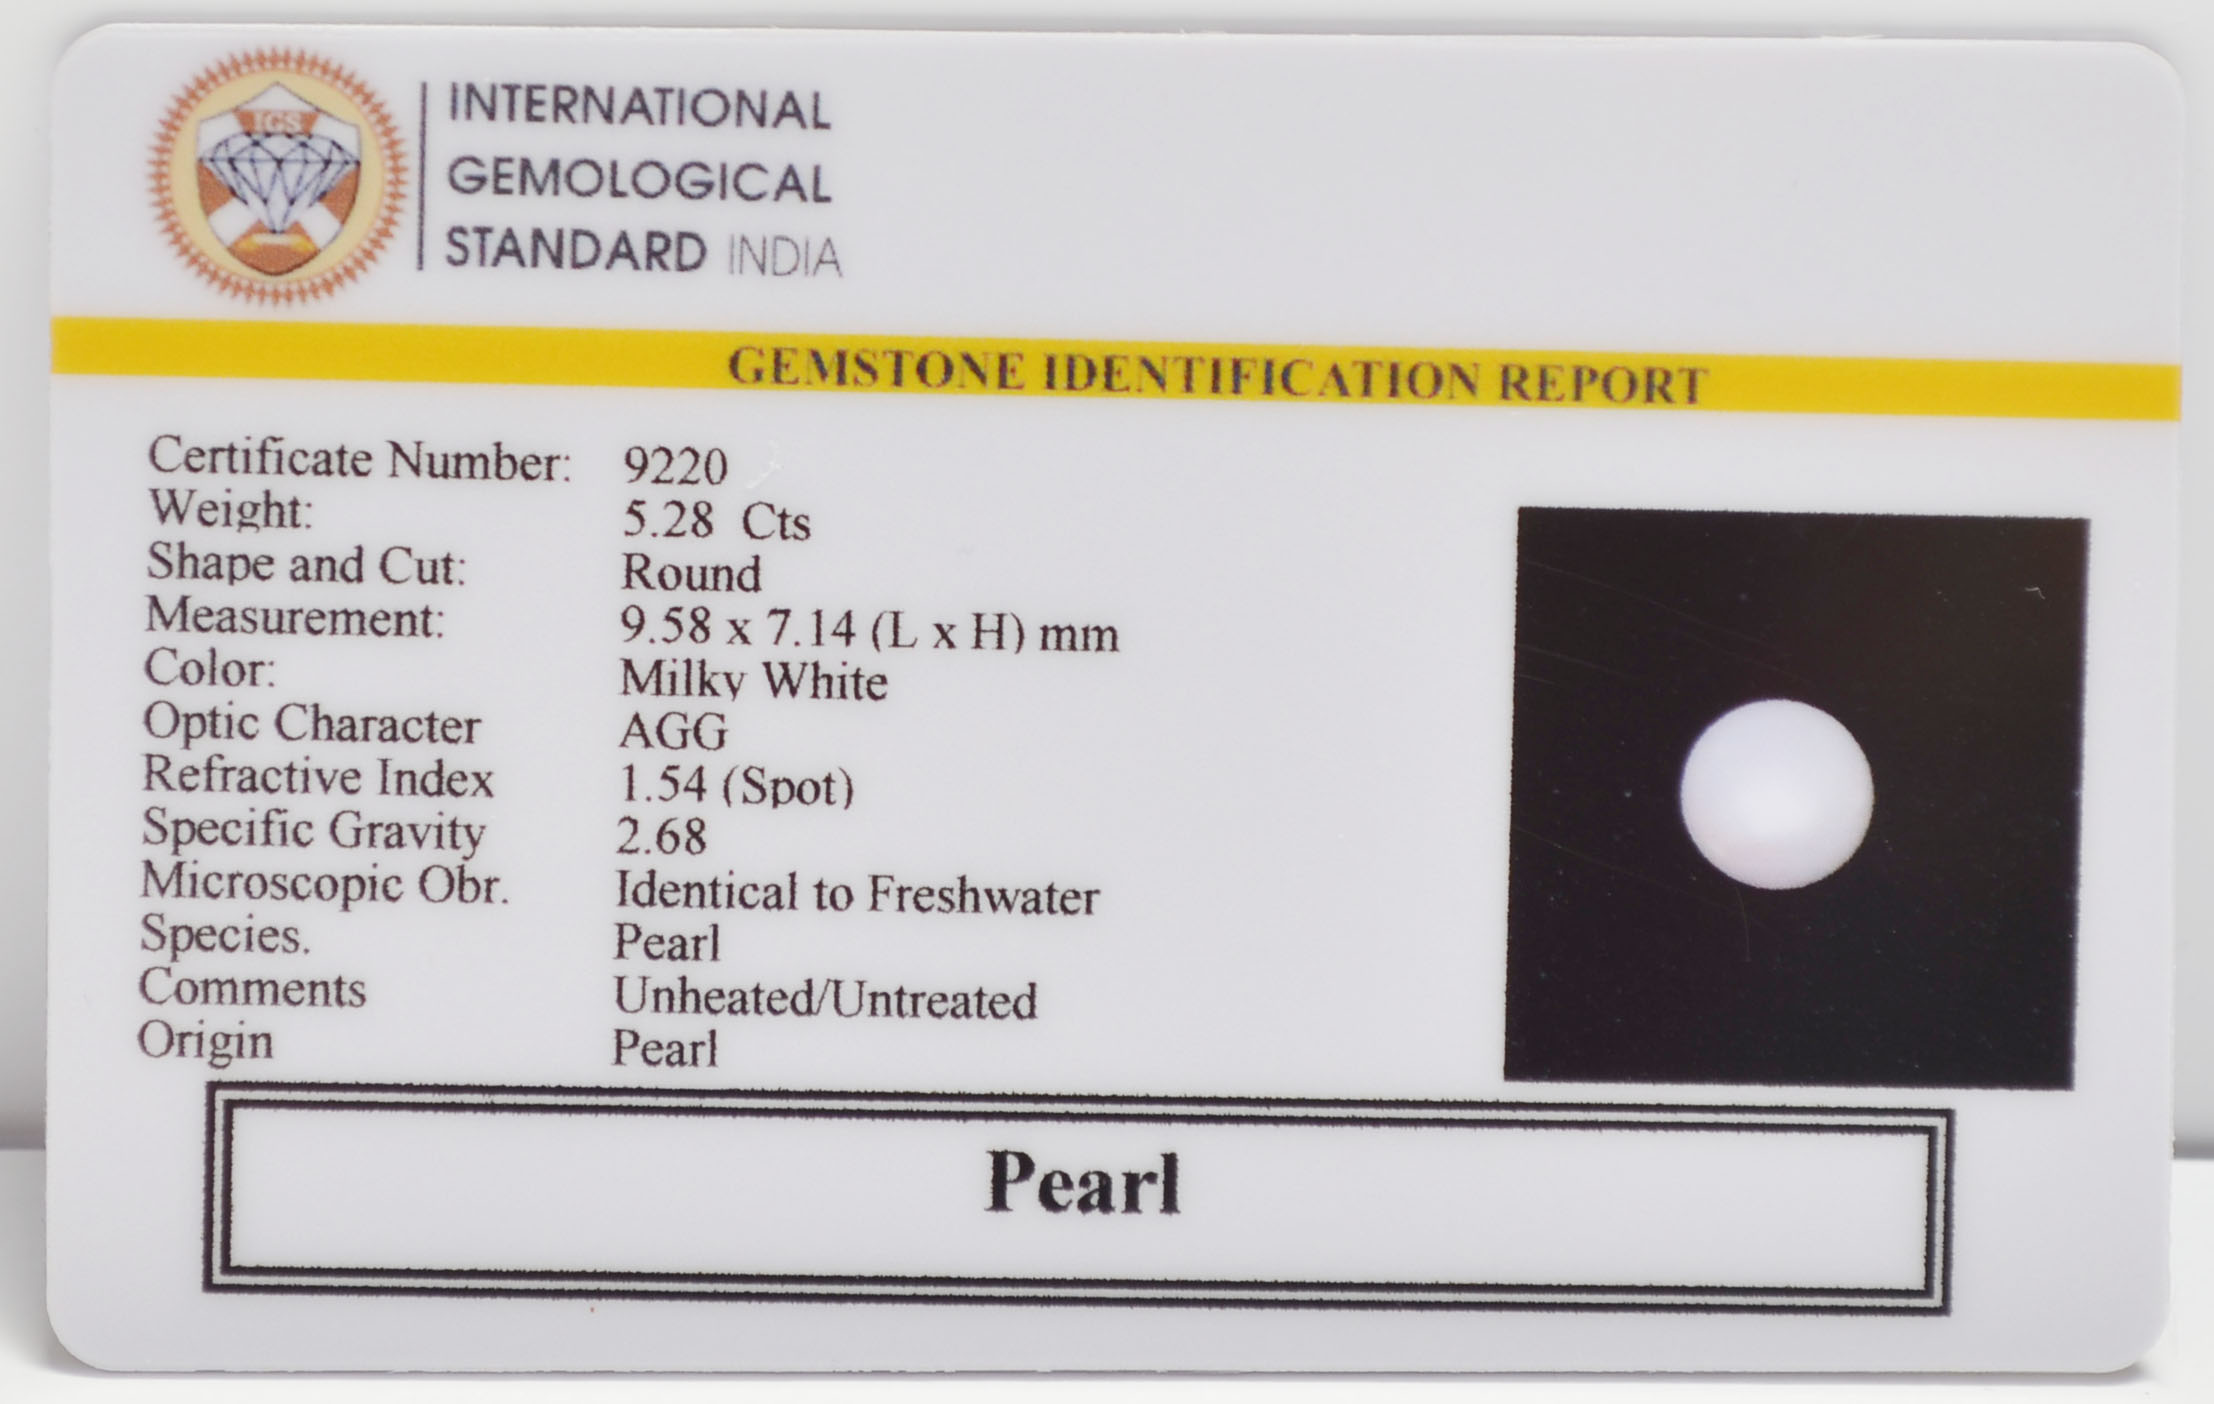 IGS
INTERNATIONAL
GEMOLOGICAL
STANDARD INDIA
GEMSTONE IDENTIFICATION REPORT
Certificate Number: 9220
Weight: 5.28 Cts
Shape and Cut: Round
Measurement: 9.58 x 7.14 (L x H) mm
Color: Milky White
Optic Character AGG
Refractive Index 1.54 (Spot)
Specific Gravity 2.68
Microscopic Obr. Identical to Freshwater
Species. Pearl
Comments Unheated/Untreated
Origin Pearl
Pearl